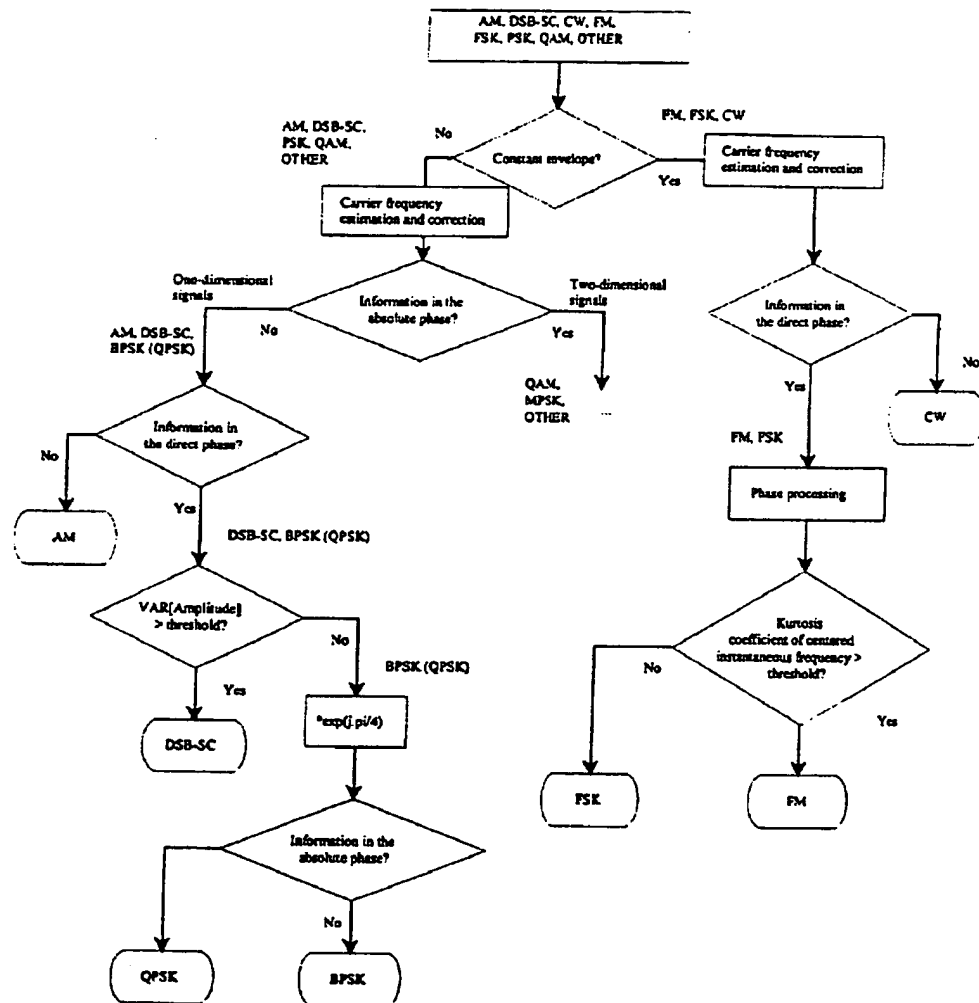 AM, DSB-SC, CW, FM,
FSK, PSK, QAM, OTHER
AM, DSB-SC,
PSK, QAM,
OTHER
No
Constant envelope?
FM, FSK, CW
Yes
Carrier frequency
estimation and correction
Carrier frequency
estimation and correction
One-dimensional
signals
Information in the
absolute phase?
Two-dimensional
signals
No
Yes
Information in
the direct phase?
No
Yes
CW
AM, DSB-SC,
BPSK (QPSK)
QAM,
MPSK,
OTHER
...
Information in
the direct phase?
No
Yes
AM
FM, FSK
Phase processing
DSB-SC, BPSK (QPSK)
VAR[Amplitude]
> threshold?
No
Yes
DSB-SC
BPSK (QPSK)
*exp(j.pi/4)
Kurtosis
coefficient of centered
instantaneous frequency >
threshold?
No
Yes
FSK
FM
Information in the
absolute phase?
No
QPSK
BPSK